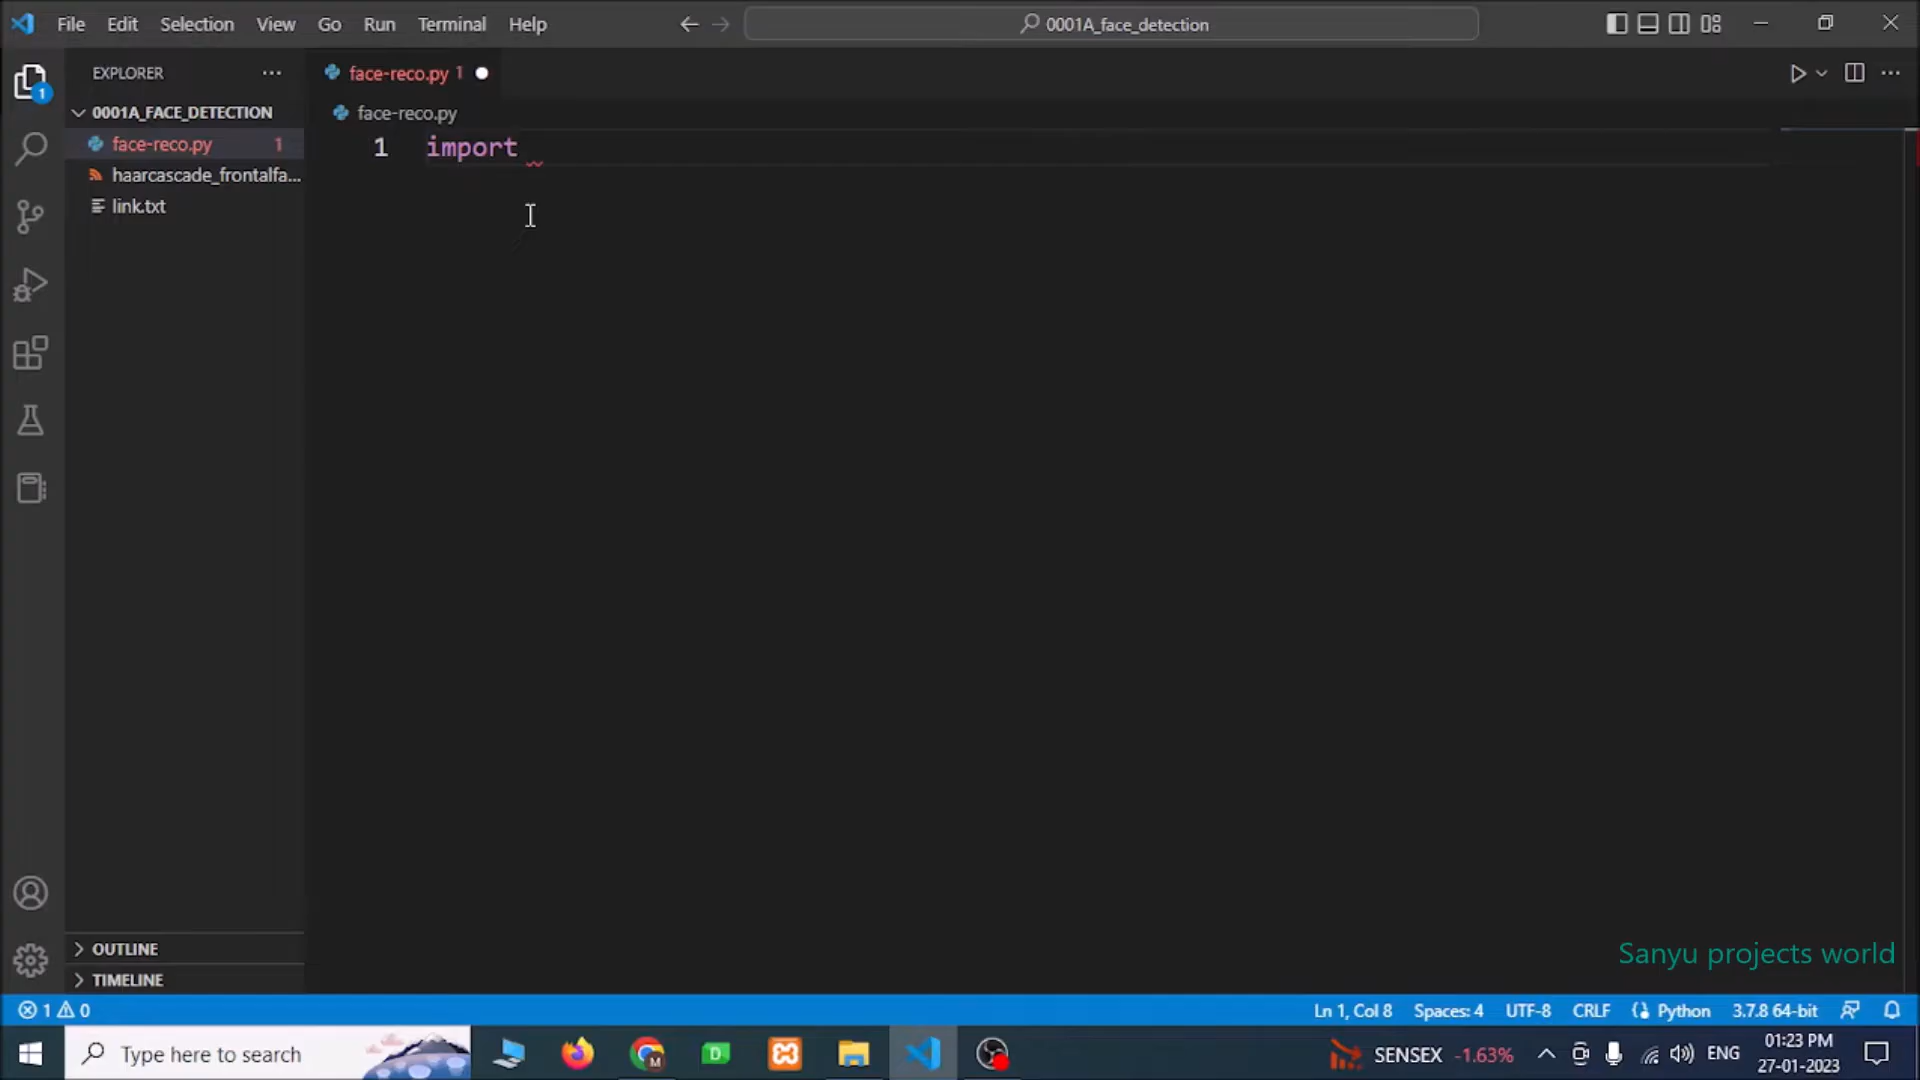 File Edit Selection View Go Run Terminal Help
0001A_face_detection
EXPLORER
face-reco.py 1
1
0001A_FACE_DETECTION
face-reco.py
face-reco.py 1
1 import
haarcascade_frontalfa...
link.txt
OUTLINE
Sanyu projects world
TIMELINE
1 0
Ln 1, Col 8 Spaces: 4 UTF-8 CRLF Python 3.7.8 64-bit
Type here to search
M
D
SENSEX -1.63%
ENG
01:23 PM
27-01-2023